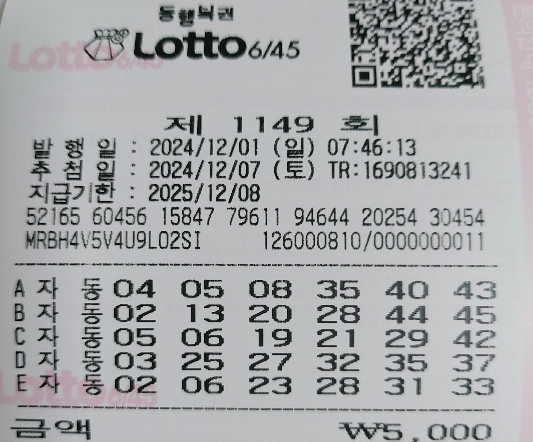 동행복권
Lotto 6/45
제 1149 회
발 행 일 : 2024/12/01 (일) 07:46:13
추 첨 일 : 2024/12/07 (토) TR:1690813241
지급기한 : 2025/12/08
52165 60456 15847 79611 94644 20254 30454
MRBH4V5V4U9L02SI 126000810/0000000011
A 자 동 04 05 08 35 40 43
B 자 동 02 13 20 28 44 45
C 자 동 05 06 19 21 29 42
D 자 동 03 25 27 32 35 37
E 자 동 02 06 23 28 31 33
금액 ₩5,000